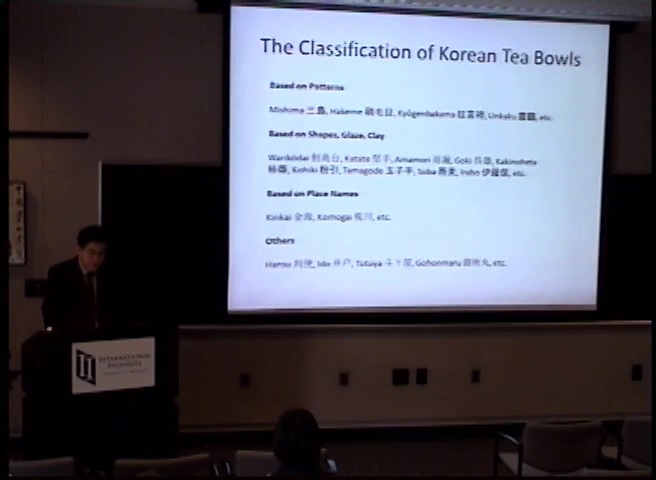 The Classification of Korean Tea Bowls
Based on Patterns
Mishima 三島, Hakeme 刷毛目, Kyōgenbakama 狂言袴, Unkaku 雲鶴, etc.
Based on Shapes, Glaze, Clay
Warikōdai 割高台, Katate 堅手, Amamori 雨漏, Goki 呉器, Kakinoheta
柿蔕, Kohiki 粉引, Tamagode 玉子手, Soba 蕎麦, Irabo 伊羅保, etc.
Based on Place Names
Kinkai 金海, Komogai 熊川, etc.
Others
Hansu 判使, Ido 井戸, Totoya 斗々屋, Gohonmaru 御所丸, etc.
INTERNATIONAL
INSTITUTE